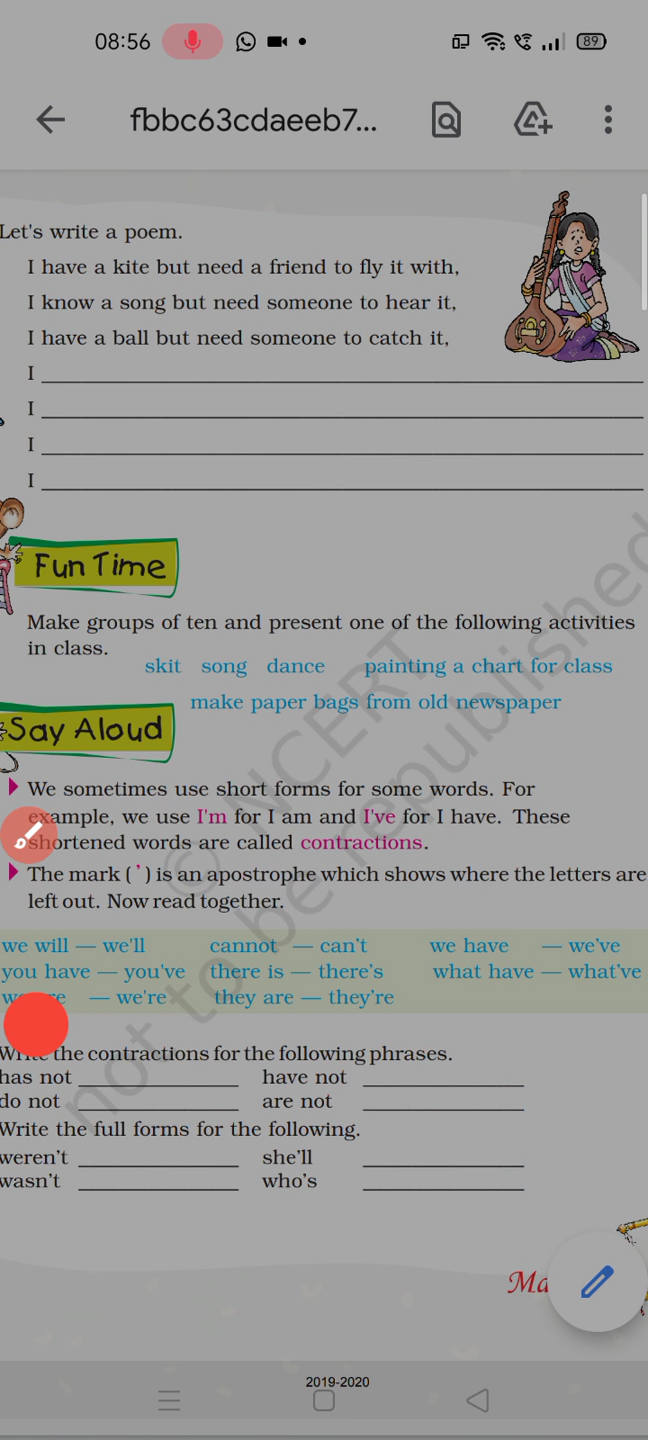 08:56
89
fbbc63cdaeeb7...
Let's write a poem.
I have a kite but need a friend to fly it with,
I know a song but need someone to hear it,
I have a ball but need someone to catch it,
I
I
I
I
Fun Time
Make groups of ten and present one of the following activities
in class.
skit song dance painting a chart for class
make paper bags from old newspaper
Say Aloud
We sometimes use short forms for some words. For
example, we use I'm for I am and I've for I have. These
shortened words are called contractions.
The mark ( ’ ) is an apostrophe which shows where the letters are
left out. Now read together.
we will — we'll cannot — can’t we have — we’ve
you have — you've there is — there’s what have — what’ve
— we're they are — they’re
Write the contractions for the following phrases.
has not have not
do not are not
Write the full forms for the following.
weren’t she’ll
wasn’t who’s
© NCERT
not to be republished
2019-2020